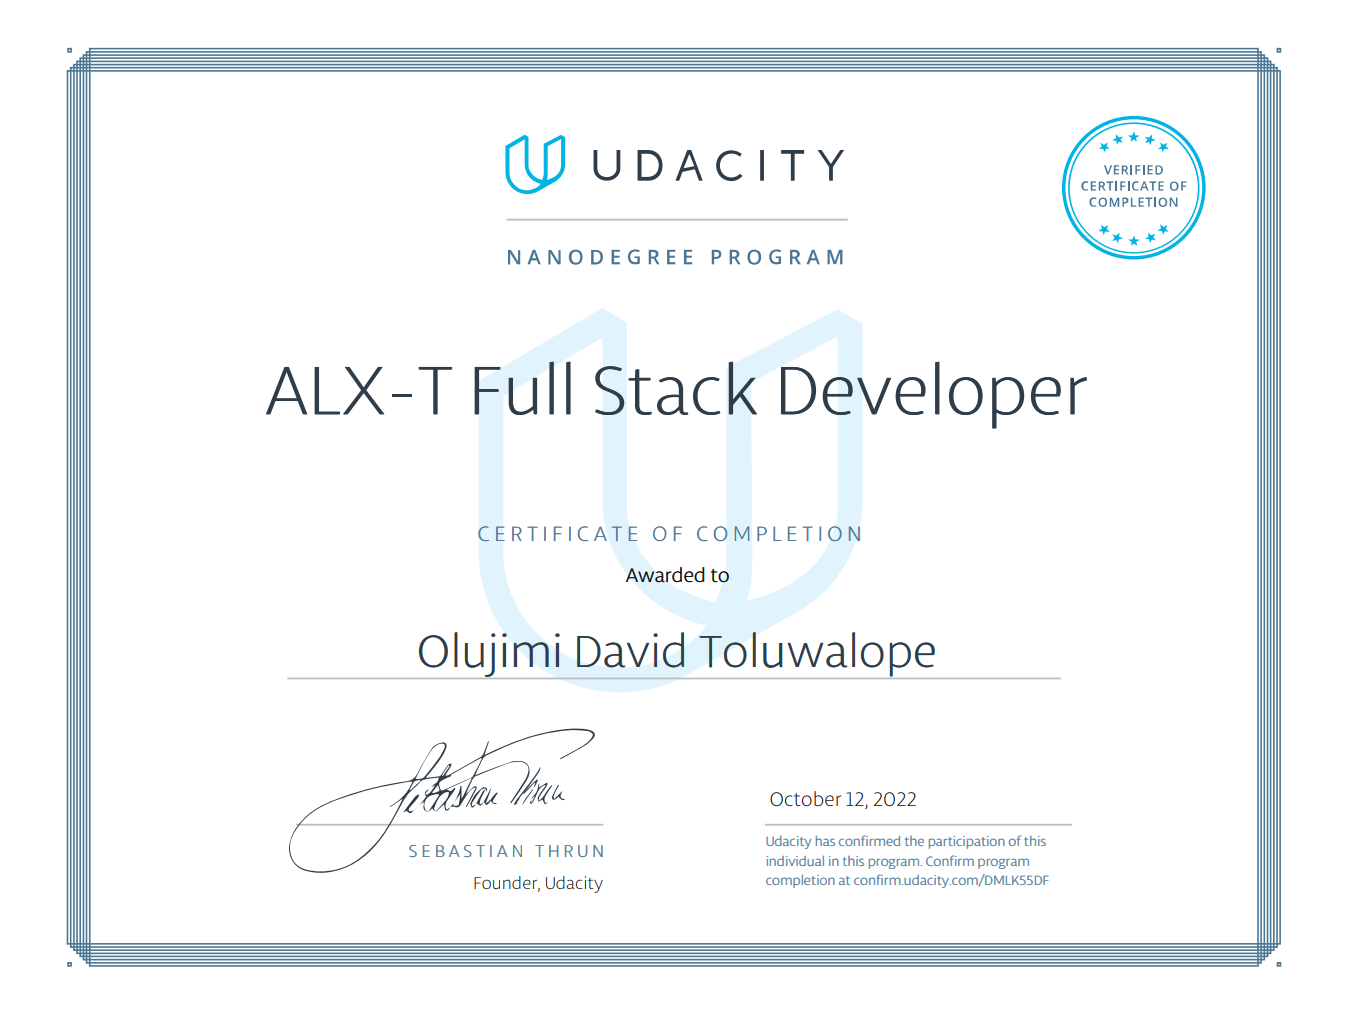 UDACITY
VERIFIED
CERTIFICATE OF
COMPLETION
NANODEGREE PROGRAM
ALX-T Full Stack Developer
CERTIFICATE OF COMPLETION
Awarded to
Olujimi David Toluwalope
Sebastian Thrun
October 12, 2022
SEBASTIAN THRUN
Founder, Udacity
Udacity has confirmed the participation of this
individual in this program. Confirm program
completion at confirm.udacity.com/DMLK55DF